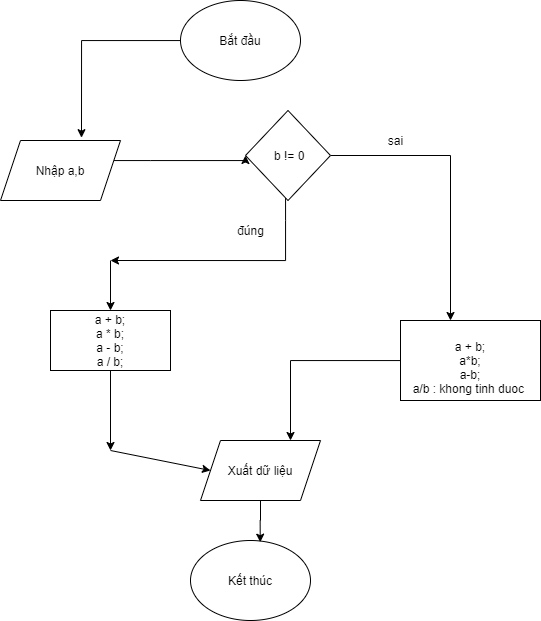 Bắt đầu
Nhập a,b
b != 0
sai
đúng
a + b;
a * b;
a - b;
a / b;
a + b;
a*b;
a-b;
a/b : khong tinh duoc
Xuất dữ liệu
Kết thúc